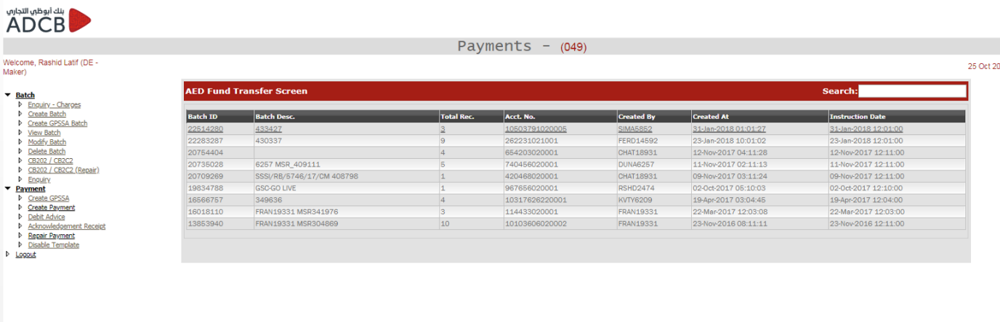 بنك أبوظبي التجاري
ADCB
Payments - (049)
Welcome, Rashid Latif (DE -
Maker)
25 Oct 20
Batch
Enquiry - Charges
Create Batch
Create GPSSA Batch
View Batch
Modify Batch
Delete Batch
CB202 / CB2C2
CB202 / CB2C2 (Repair)
Enquiry
Payment
Create GPSSA
Create Payment
Debit Advice
Acknowledgement Receipt
Repair Payment
Disable Template
Logout
AED Fund Transfer Screen Search:
Batch ID Batch Desc. Total Rec. Acct. No. Created By Created At Instruction Date
22514280 433427 3 10503791020005 SIMA5852 31-Jan-2018 01:01:27 31-Jan-2018 12:01:00
22283287 430337 9 262231021001 FERD14592 23-Jan-2018 10:01:02 23-Jan-2018 12:01:00
20754404 4 654203020001 CHAT18931 12-Nov-2017 04:11:28 12-Nov-2017 12:11:00
20735028 6257 MSR_409111 5 740456020001 DUNA6257 11-Nov-2017 02:11:13 11-Nov-2017 12:11:00
20709269 SSSI/RB/5746/17/CM 408798 1 420468020001 CHAT18931 09-Nov-2017 03:11:24 09-Nov-2017 12:11:00
19834788 GSC-GO LIVE 1 967656020001 RSHD2474 02-Oct-2017 05:10:03 02-Oct-2017 12:10:00
16566757 349636 4 10317626220001 KVTY6209 19-Apr-2017 03:04:45 19-Apr-2017 12:04:00
16018110 FRAN19331 MSR341976 3 114433020001 FRAN19331 22-Mar-2017 12:03:08 22-Mar-2017 12:03:00
13853940 FRAN19331 MSR304869 10 10103606020002 FRAN19331 23-Nov-2016 08:11:11 23-Nov-2016 12:11:00